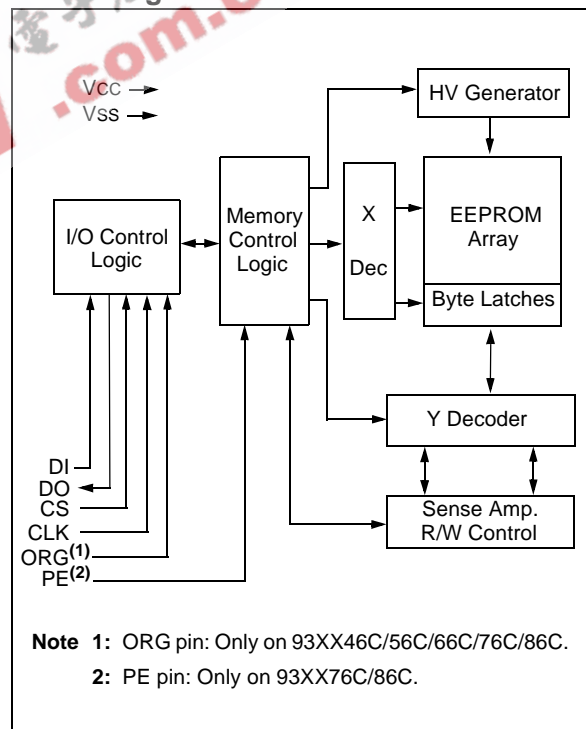 .com.c
Vcc
Vss
HV Generator
I/O Control
Logic
Memory
Control
Logic
X
Dec
EEPROM
Array
Byte Latches
Y Decoder
Sense Amp.
R/W Control
DI
DO
CS
CLK
ORG(1)
PE(2)
Note 1: ORG pin: Only on 93XX46C/56C/66C/76C/86C.
2: PE pin: Only on 93XX76C/86C.